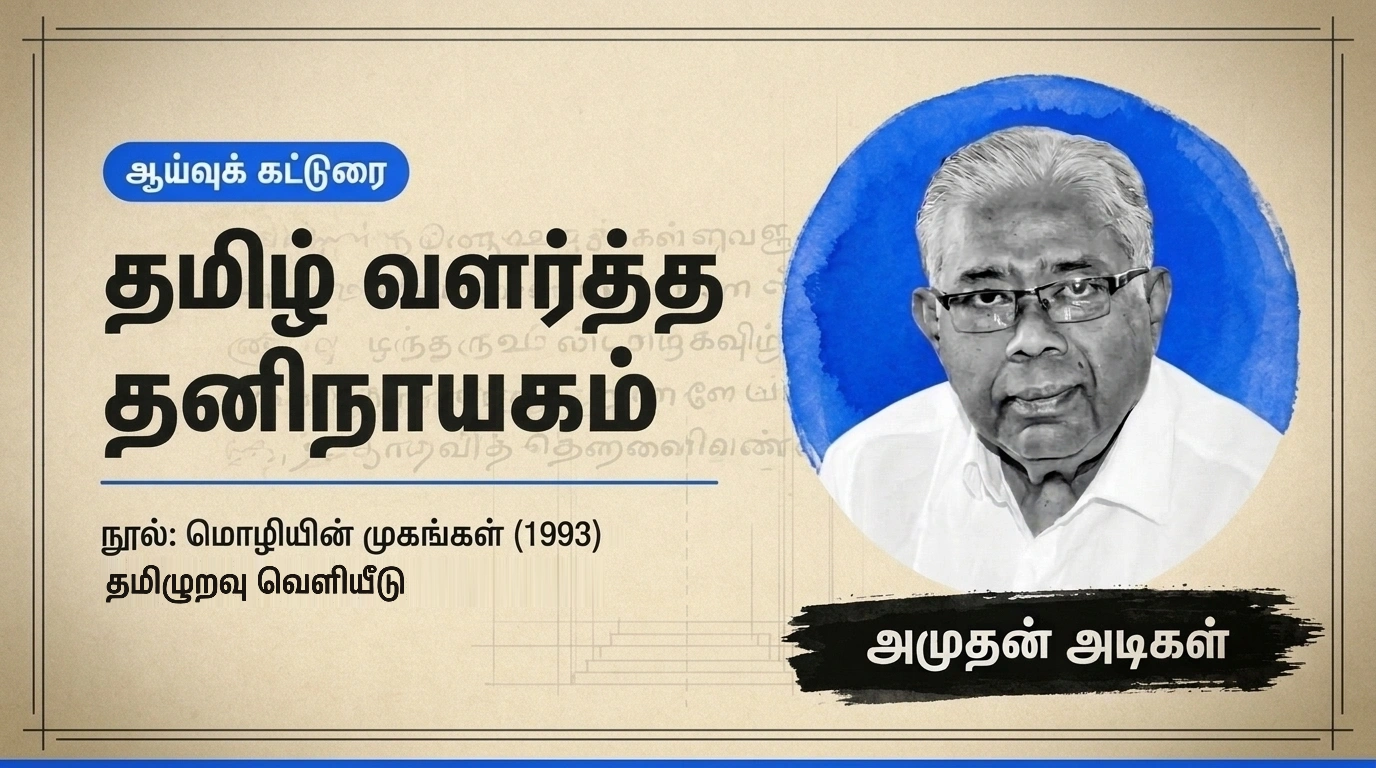 ஆய்வுக் கட்டுரை
தமிழ் வளர்த்த
தனிநாயகம்
நூல்: மொழியின் முகங்கள் (1993)
தமிழுறவு வெளியீடு
அமுதன் அடிகள்